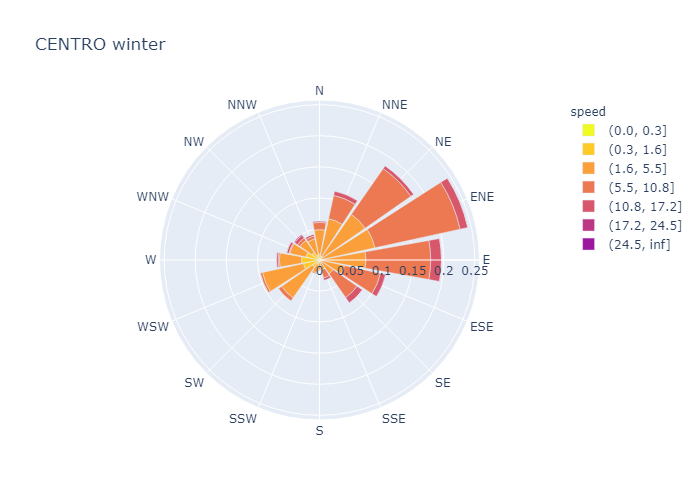 CENTRO winter
N
NNE
NE
ENE
E
ESE
SE
SSE
S
SSW
SW
WSW
W
WNW
NW
NNW
0 0.05 0.1 0.15 0.2 0.25
speed
(0.0, 0.3]
(0.3, 1.6]
(1.6, 5.5]
(5.5, 10.8]
(10.8, 17.2]
(17.2, 24.5]
(24.5, inf]